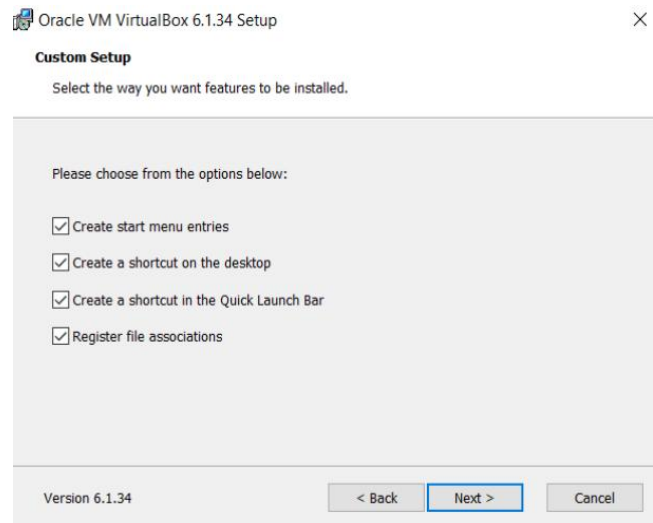 Oracle VM VirtualBox 6.1.34 Setup
Custom Setup
Select the way you want features to be installed.
Please choose from the options below:
Create start menu entries
Create a shortcut on the desktop
Create a shortcut in the Quick Launch Bar
Register file associations
Version 6.1.34
< Back
Next >
Cancel